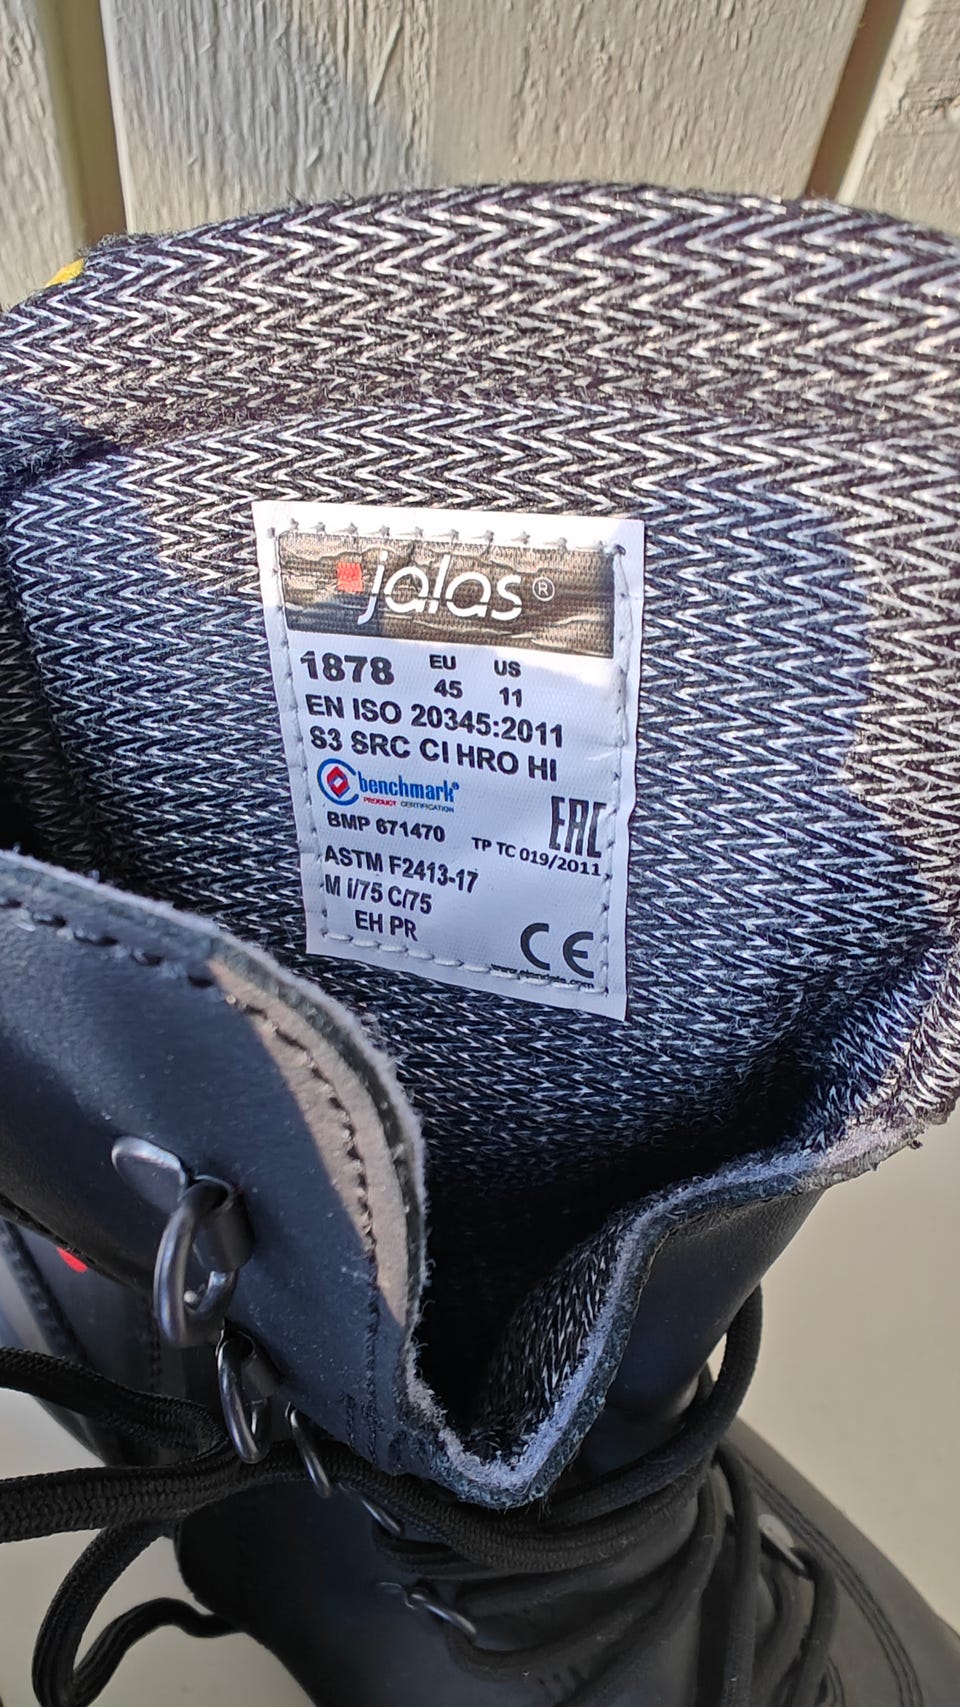 jalas®
1878 EU 45 US 11
EN ISO 20345:2011
S3 SRC CI HRO HI
benchmark®
PRODUCT CERTIFICATION
BMP 671470
EAC
TP TC 019/2011
ASTM F2413-17
M I/75 C/75
EH PR
CE